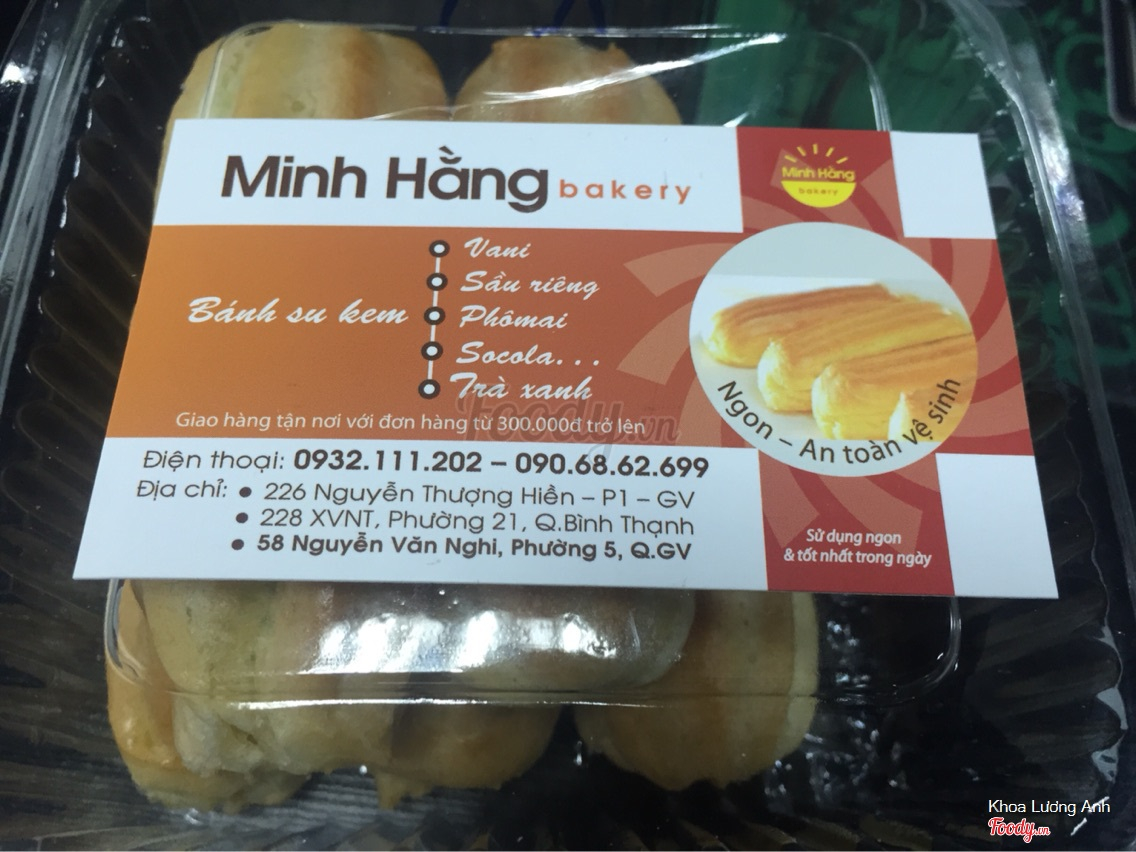 Minh Hằng bakery
Minh Hằng
bakery
Bánh su kem
Vani
Sầu riêng
Phômai
Socola...
Trà xanh
Giao hàng tận nơi với đơn hàng từ 300.000đ trở lên
Ngon – An toàn vệ sinh
Điện thoại: 0932.111.202 – 090.68.62.699
Địa chỉ: • 226 Nguyễn Thượng Hiền – P1 – GV
• 228 XVNT, Phường 21, Q.Bình Thạnh
• 58 Nguyễn Văn Nghi, Phường 5, Q.GV
Sử dụng ngon
& tốt nhất trong ngày
Foody.vn
Khoa Lương Anh
Foody.vn